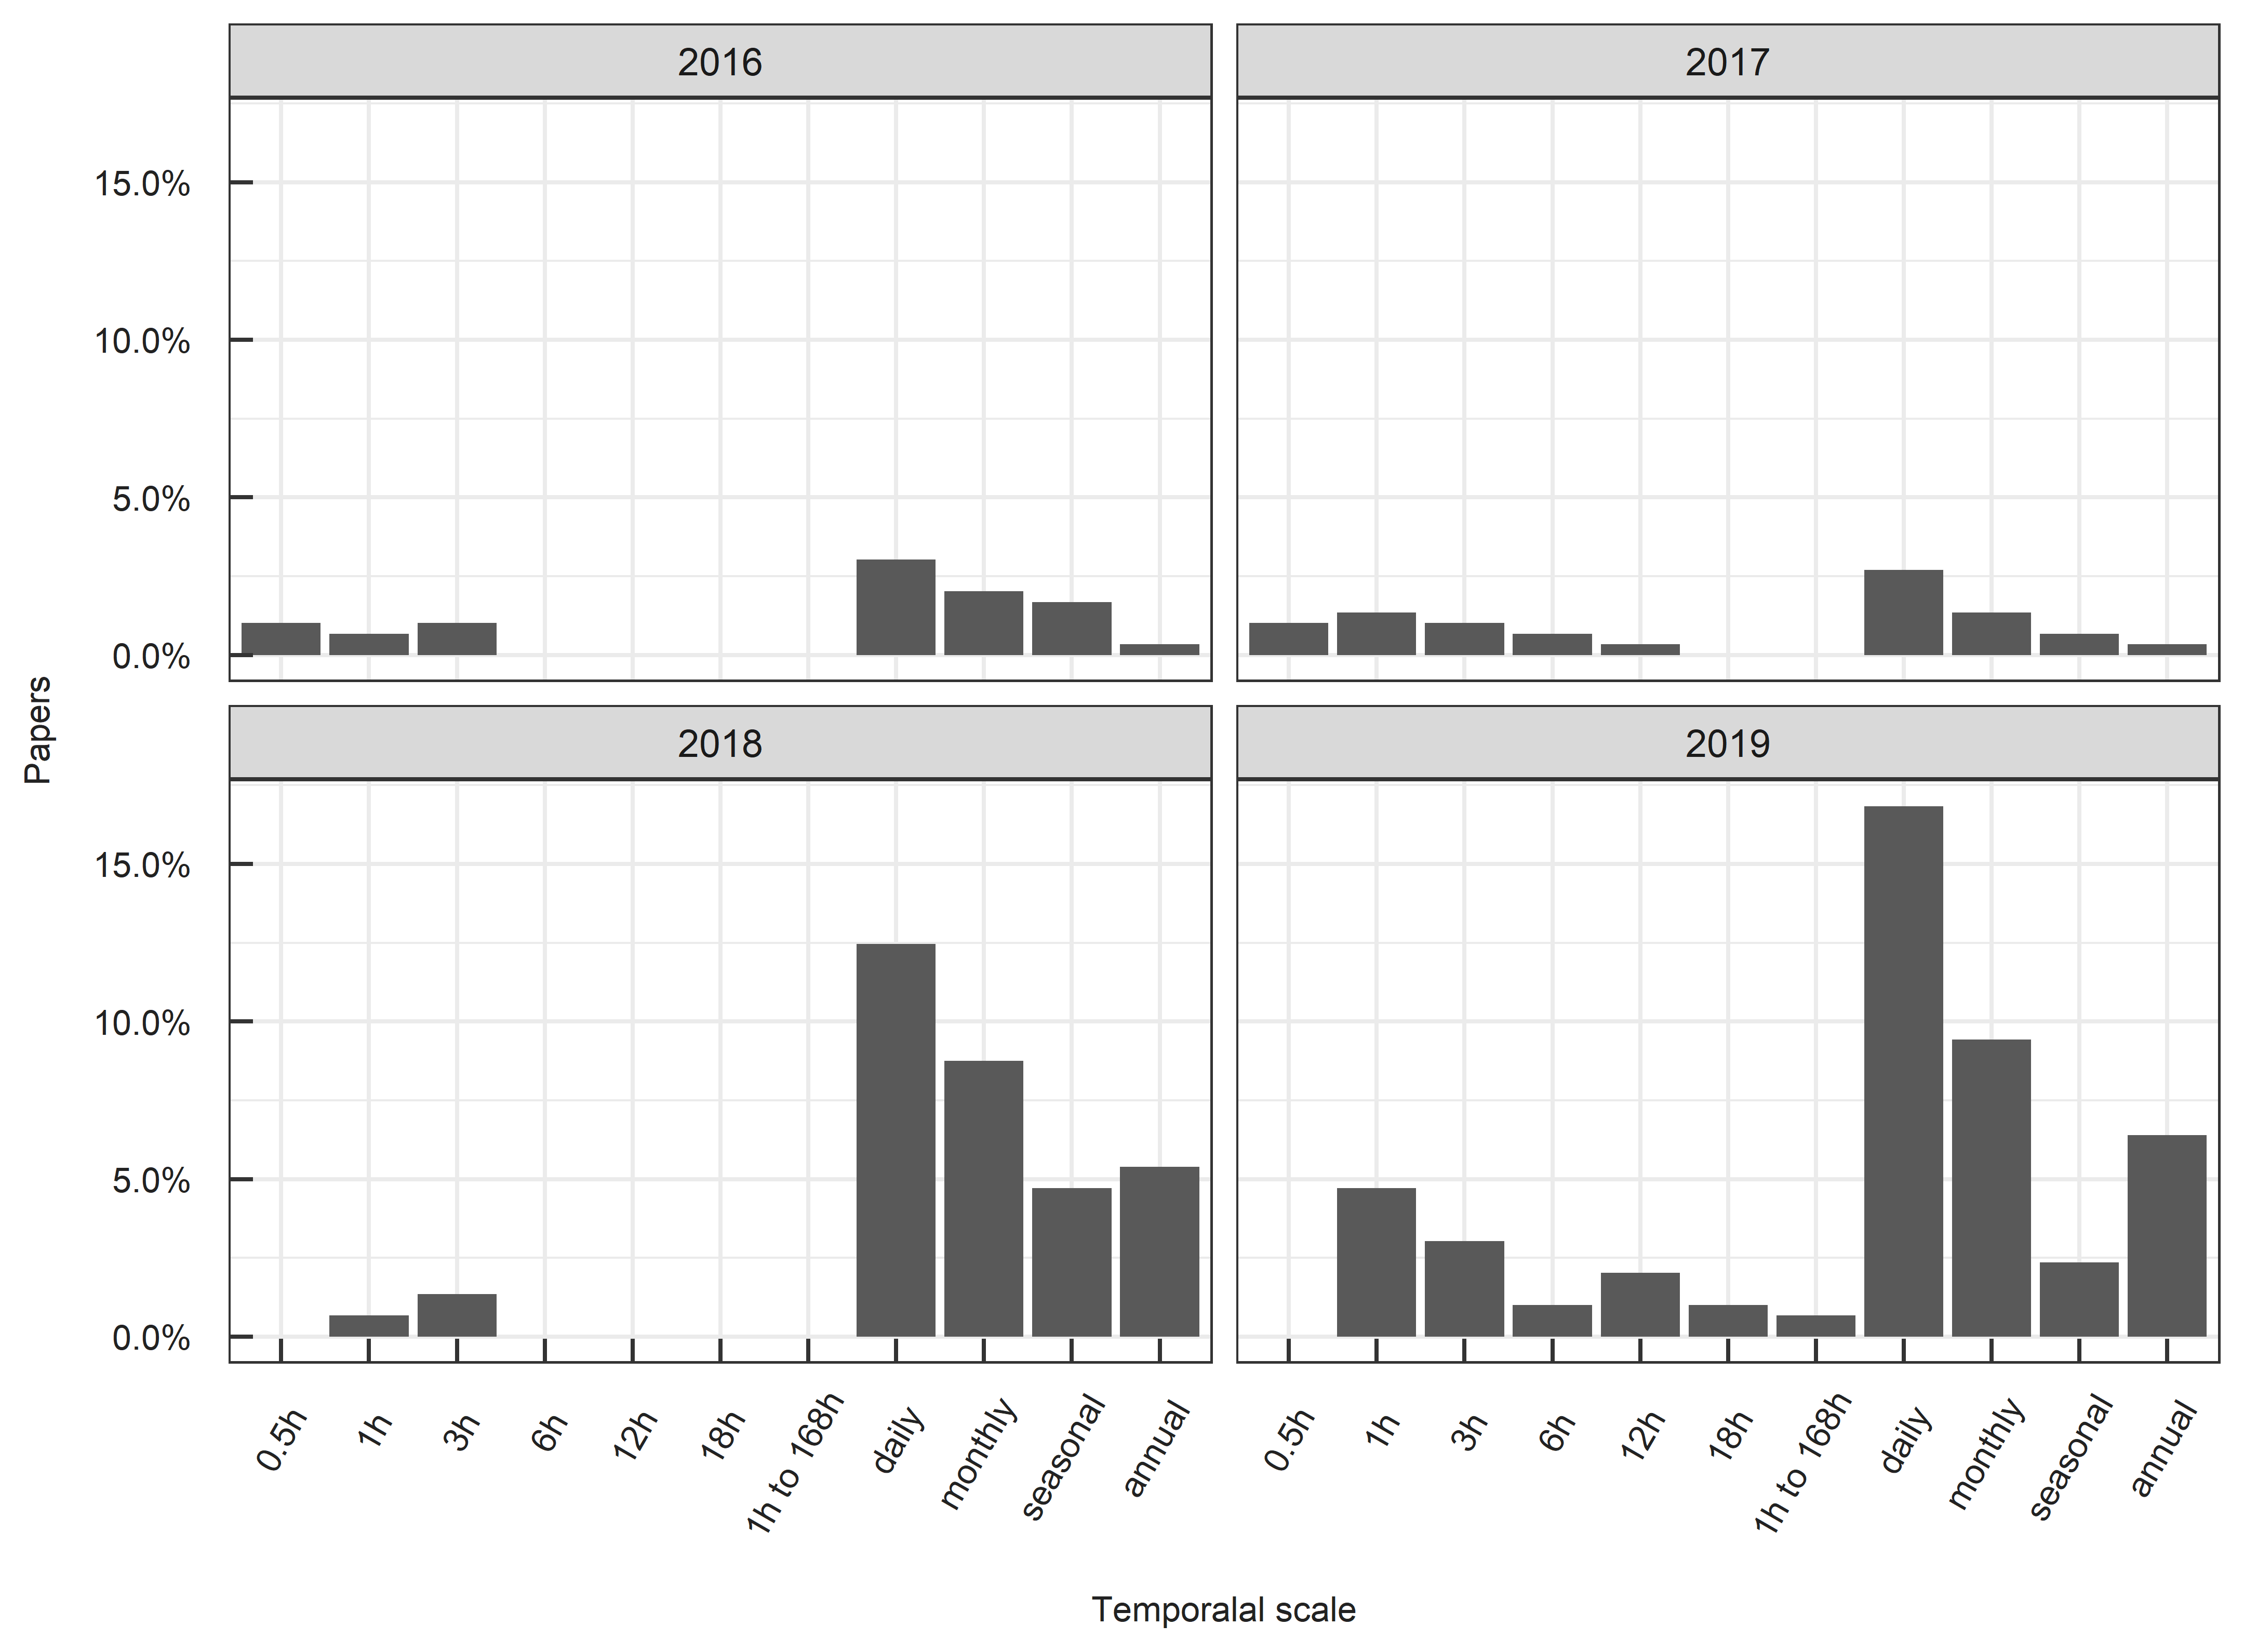 2016
2017
15.0%
10.0%
5.0%
0.0%
Papers
2018
2019
15.0%
10.0%
5.0%
0.0%
0.5h
1h
3h
6h
12h
18h
1h to 168h
daily
monthly
seasonal
annual
0.5h
1h
3h
6h
12h
18h
1h to 168h
daily
monthly
seasonal
annual
Temporalal scale